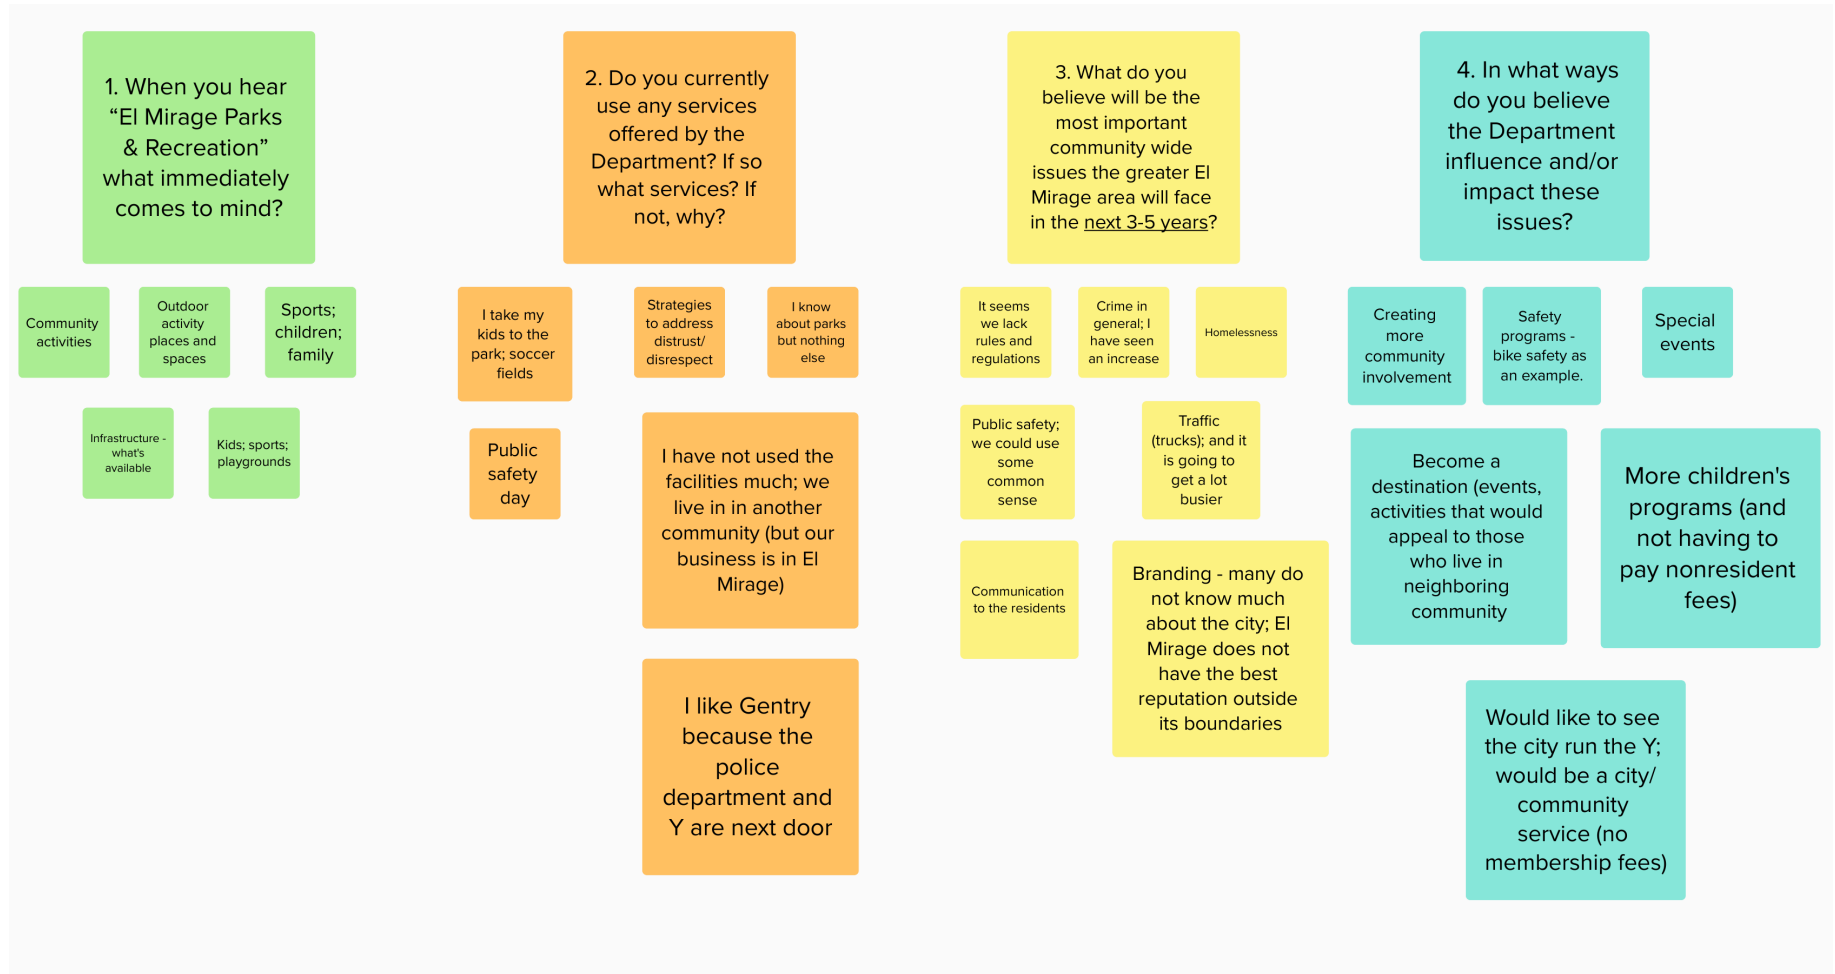 1. When you hear
“El Mirage Parks
& Recreation”
what immediately
comes to mind?
Community
activities
Outdoor
activity
places and
spaces
Sports;
children;
family
Infrastructure -
what's
available
Kids; sports;
playgrounds
2. Do you currently
use any services
offered by the
Department? If so
what services? If
not, why?
I take my
kids to the
park; soccer
fields
Strategies
to address
distrust/
disrespect
I know
about parks
but nothing
else
Public
safety
day
I have not used the
facilities much; we
live in in another
community (but our
business is in El
Mirage)
I like Gentry
because the
police
department and
Y are next door
3. What do you
believe will be the
most important
community wide
issues the greater El
Mirage area will face
in the next 3-5 years?
It seems
we lack
rules and
regulations
Crime in
general; I
have seen
an increase
Homelessness
Public safety;
we could use
some
common
sense
Traffic
(trucks); and it
is going to
get a lot
busier
Communication
to the residents
Branding - many do
not know much
about the city; El
Mirage does not
have the best
reputation outside
its boundaries
4. In what ways
do you believe
the Department
influence and/or
impact these
issues?
Creating
more
community
involvement
Safety
programs -
bike safety as
an example.
Special
events
Become a
destination (events,
activities that would
appeal to those
who live in
neighboring
community
More children's
programs (and
not having to
pay nonresident
fees)
Would like to see
the city run the Y;
would be a city/
community
service (no
membership fees)